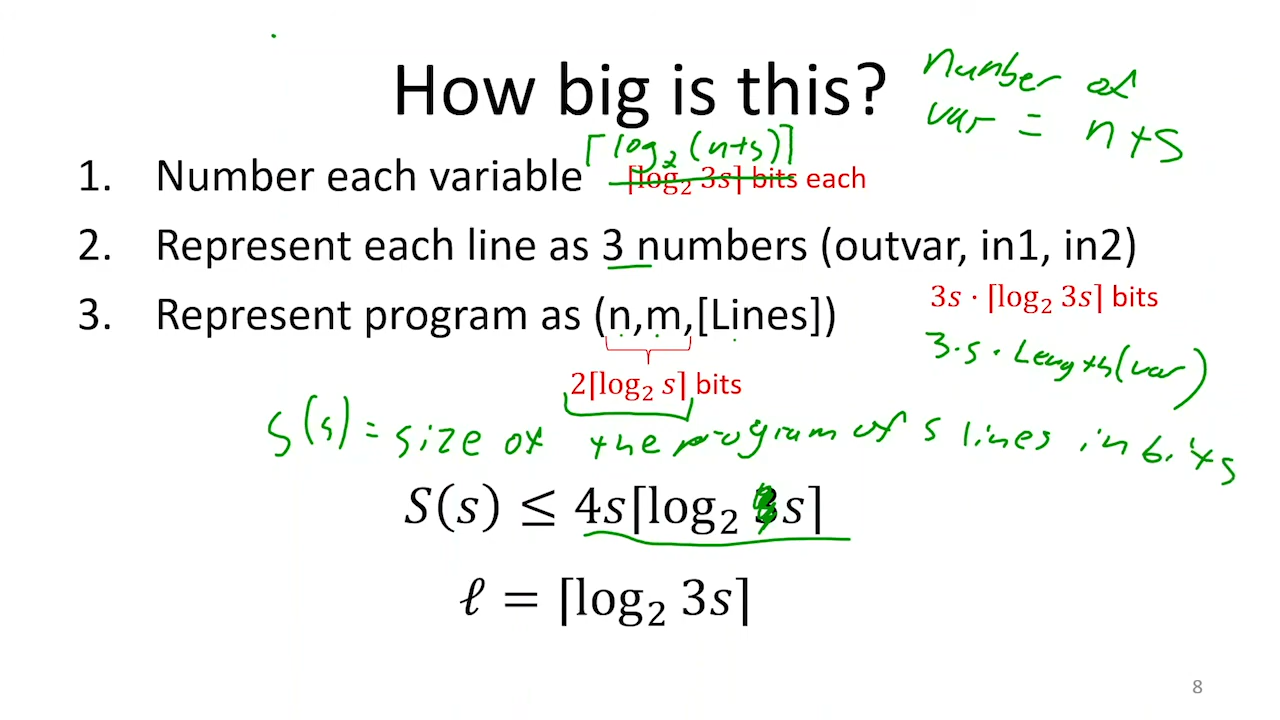 How big is this?
number of
var = n+s
⌈log₂(n+s)⌉
1. Number each variable ⌈log₂ 3s⌉ bits each
2. Represent each line as 3 numbers (outvar, in1, in2)
3s · ⌈log₂ 3s⌉ bits
3. Represent program as (n,m,[Lines])
3·s·Length(var)
2⌈log₂ s⌉ bits
S(s) = size of the program of s lines in bits
S(s) ≤ 4s⌈log₂ s⌉
ℓ = ⌈log₂ 3s⌉
8